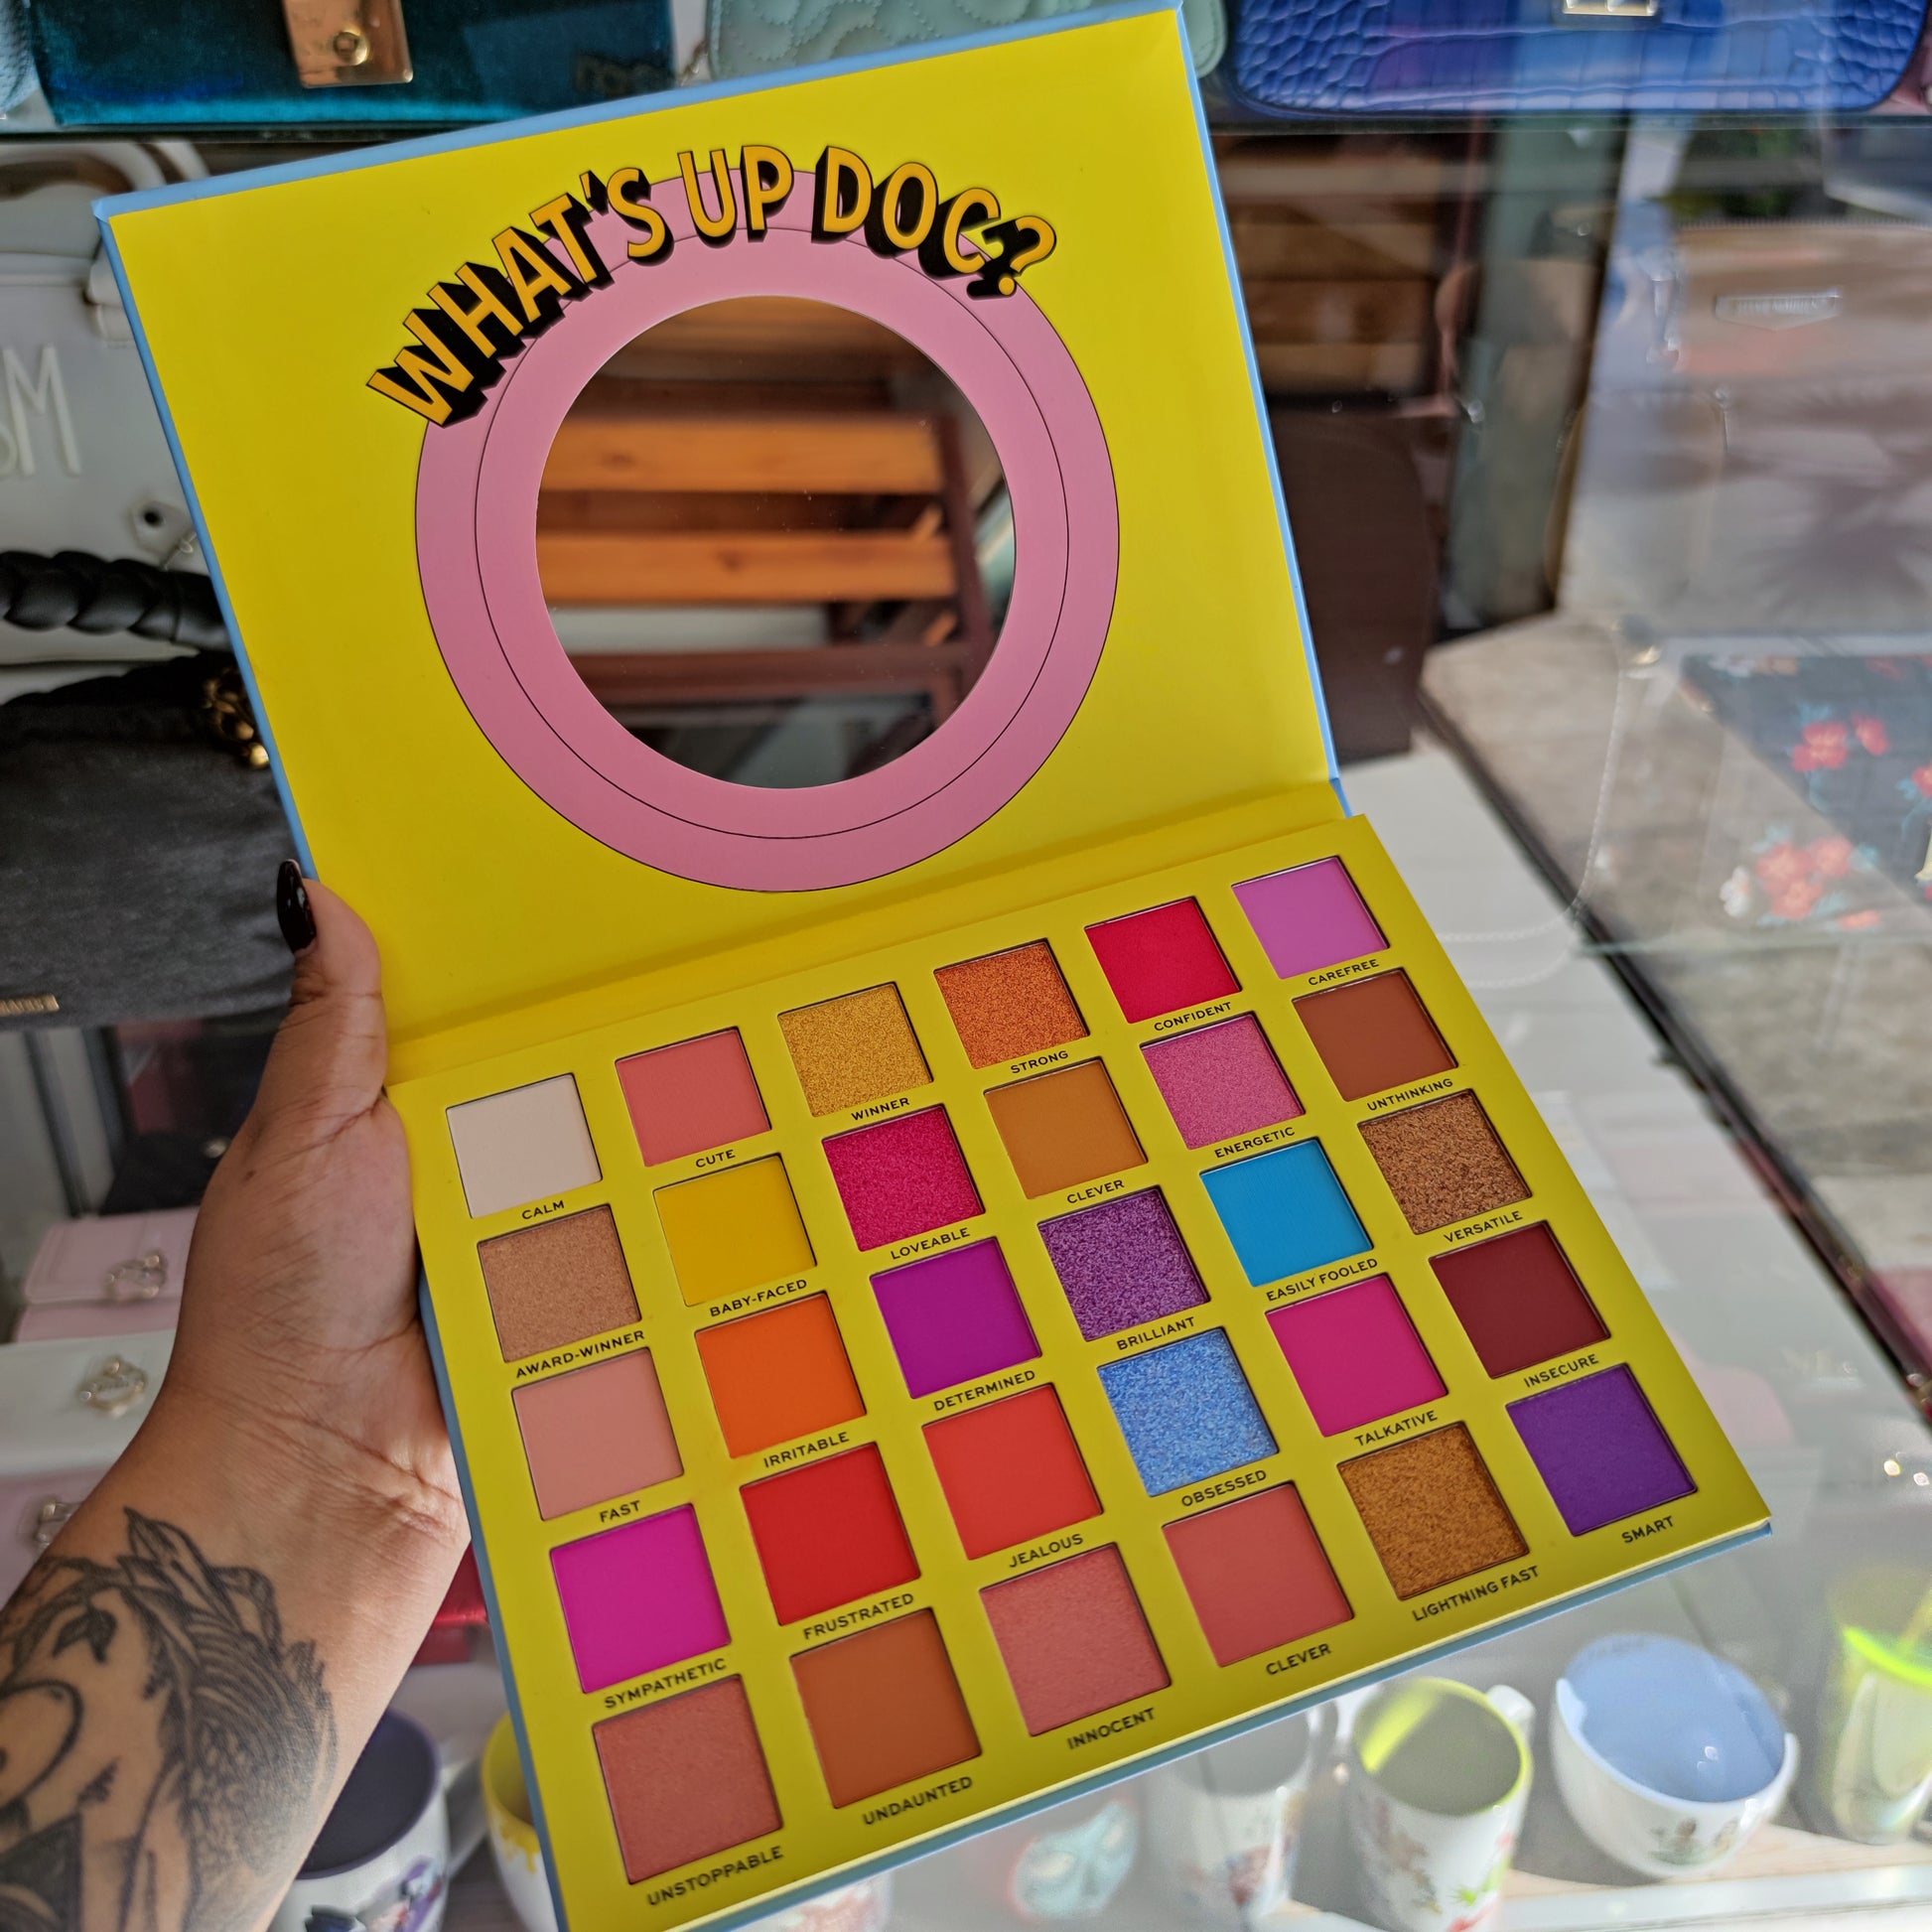 WHAT'S UP DOC?
CALM
CUTE
WINNER
STRONG
CONFIDENT
CAREFREE
AWARD-WINNER
BABY-FACED
LOVEABLE
CLEVER
ENERGETIC
UNTHINKING
FAST
IRRITABLE
DETERMINED
BRILLIANT
EASILY FOOLED
VERSATILE
SYMPATHETIC
FRUSTRATED
JEALOUS
OBSESSED
TALKATIVE
INSECURE
UNSTOPPABLE
UNDAUNTED
INNOCENT
CLEVER
LIGHTNING FAST
SMART